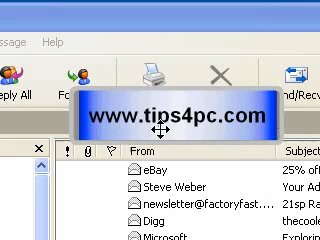 ssage Help
eply All
Fo
nd/Recv
www.tips4pc.com
! From Subject
eBay 25% of
Steve Weber Your Ad
newsletter@factoryfast.... 21sp Ra
Digg thecoole
Microsoft Explorin